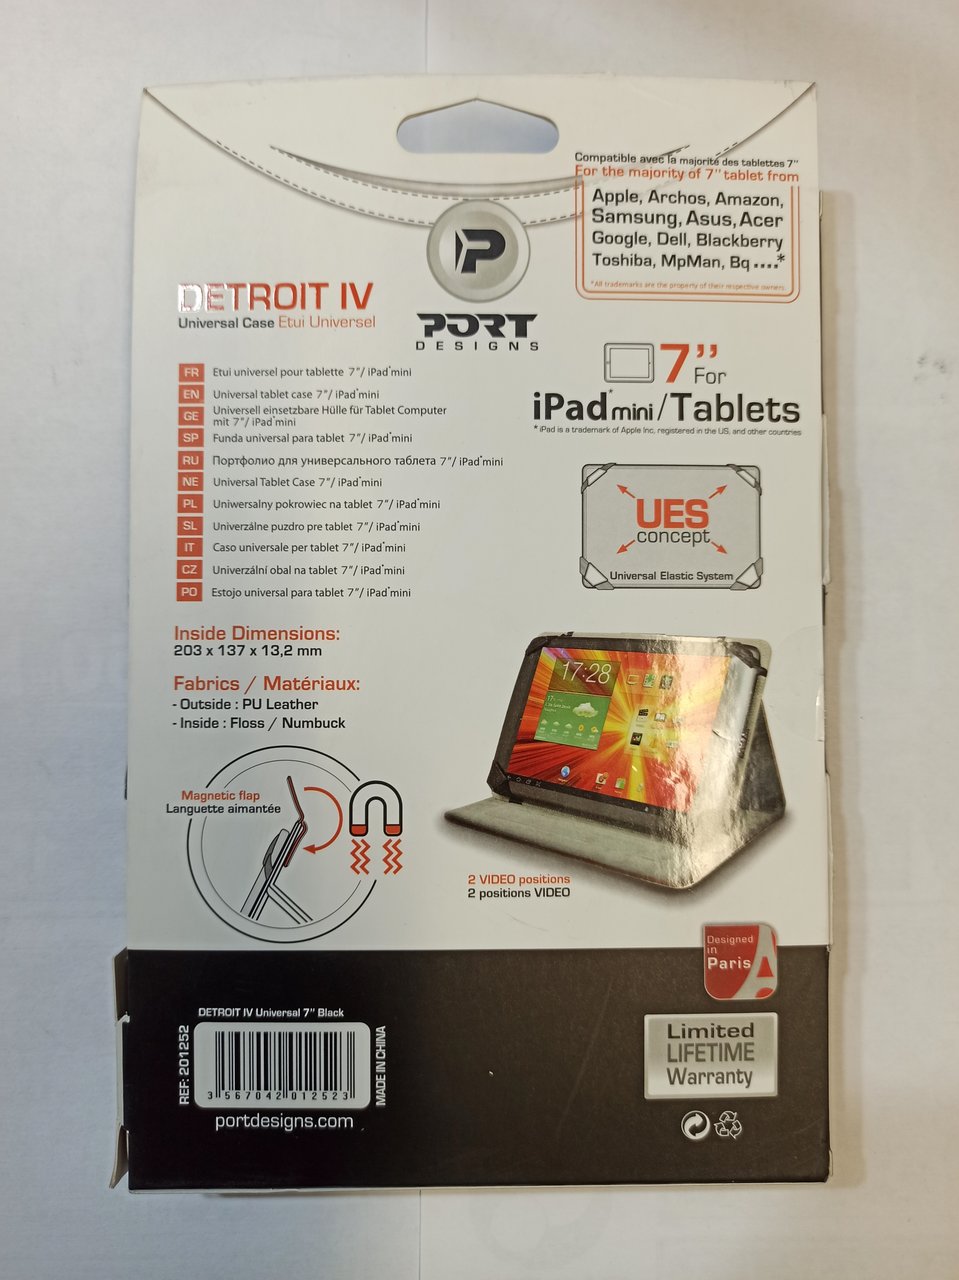 Compatible avec la majorité des tablettes 7"
For the majority of 7" tablet from
Apple, Archos, Amazon,
Samsung, Asus, Acer
Google, Dell, Blackberry
Toshiba, MpMan, Bq ....*
*All trademarks are the property of their respective owners.
DETROIT IV
Universal Case Etui Universel
PORT
DESIGNS
7" For
iPad*mini/Tablets
* iPad is a trademark of Apple Inc, registered in the US, and other countries
FR Etui universel pour tablette 7"/ iPad*mini
EN Universal tablet case 7"/ iPad*mini
GE Universell einsetzbare Hülle für Tablet Computer
mit 7"/ iPad*mini
SP Funda universal para tablet 7"/ iPad*mini
RU Портфолио для универсального таблета 7"/ iPad*mini
NE Universal Tablet Case 7"/ iPad*mini
PL Uniwersalny pokrowiec na tablet 7"/ iPad*mini
SL Univerzálne puzdro pre tablet 7"/ iPad*mini
IT Caso universale per tablet 7"/ iPad*mini
CZ Univerzální obal na tablet 7"/ iPad*mini
PO Estojo universal para tablet 7"/ iPad*mini
UES
concept
Universal Elastic System
Inside Dimensions:
203 x 137 x 13,2 mm
Fabrics / Matériaux:
- Outside : PU Leather
- Inside : Floss / Numbuck
17:28
Magnetic flap
Languette aimantée
2 VIDEO positions
2 positions VIDEO
Designed
in
Paris
DETROIT IV Universal 7" Black
REF: 201252
MADE IN CHINA
3 567042 012523
portdesigns.com
Limited
LIFETIME
Warranty